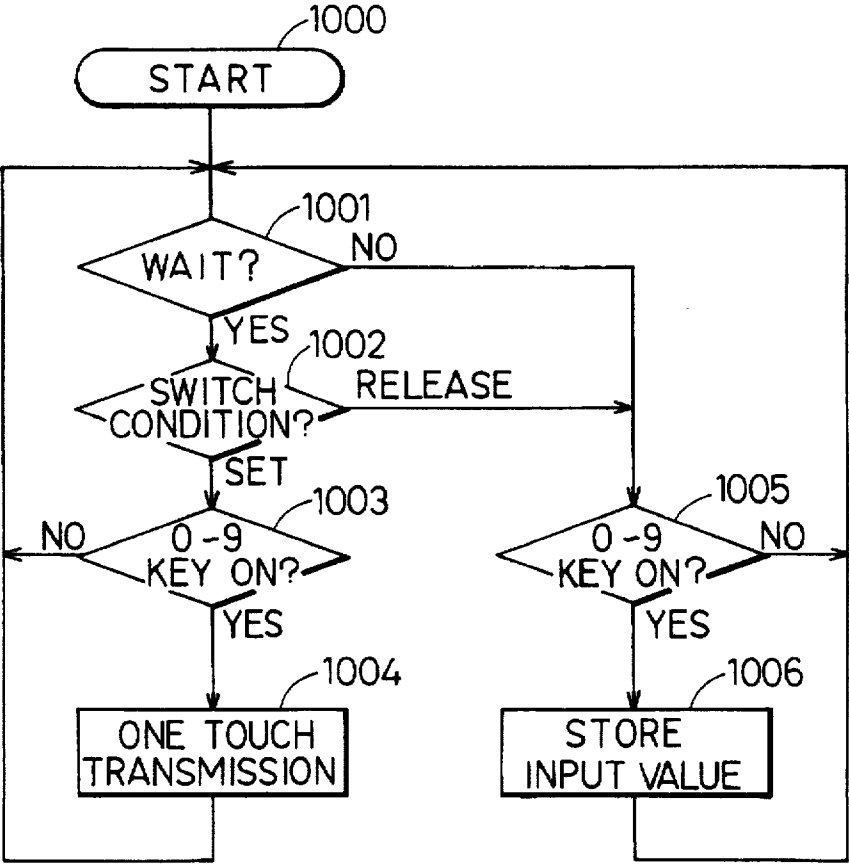 1000
START
1001
WAIT?
NO
YES
1002
SWITCH
CONDITION?
RELEASE
SET
1003
0-9
KEY ON?
NO
YES
1005
0-9
KEY ON?
NO
YES
1004
ONE TOUCH
TRANSMISSION
1006
STORE
INPUT VALUE